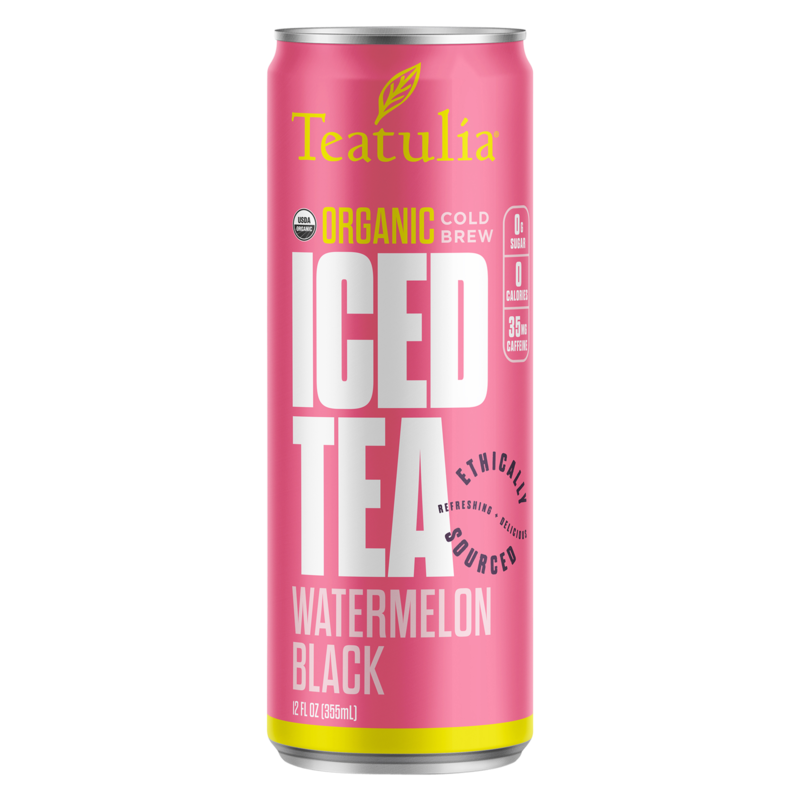 Teatulia®
USDA
ORGANIC
ORGANIC COLD
BREW
0g
SUGAR
0
CALORIES
35MG
CAFFEINE
ICED
TEA
ETHICALLY
REFRESHING • DELICIOUS
SOURCED
WATERMELON
BLACK
12 FL OZ (355mL)